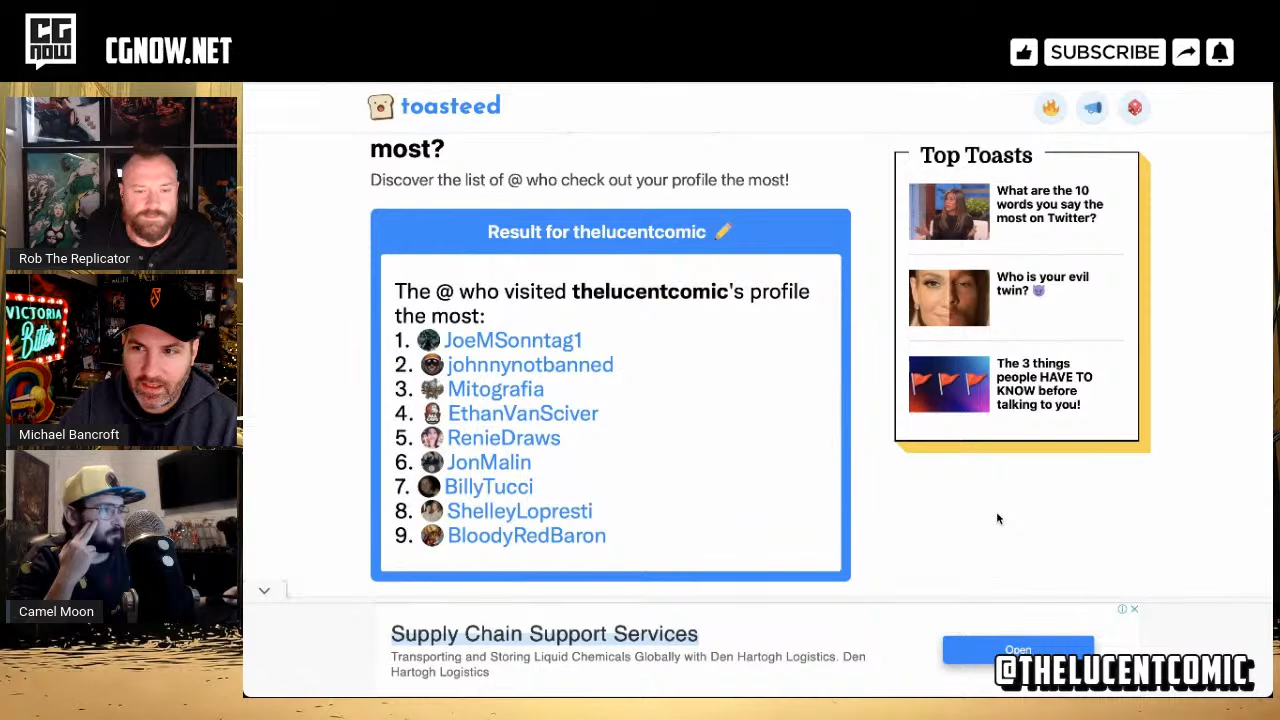 CG
NOW
CGNOW.NET
SUBSCRIBE
toasteed
most?
Discover the list of @ who check out your profile the most!
Result for thelucentcomic
The @ who visited thelucentcomic's profile
the most:
1. JoeMSonntag1
2. johnnynotbanned
3. Mitografia
4. EthanVanSciver
5. RenieDraws
6. JonMalin
7. BillyTucci
8. ShelleyLopresti
9. BloodyRedBaron
Top Toasts
What are the 10
words you say the
most on Twitter?
Who is your evil
twin? 😈
The 3 things
people HAVE TO
KNOW before
talking to you!
Rob The Replicator
VICTORIA
Bitter
Michael Bancroft
Camel Moon
Supply Chain Support Services
Transporting and Storing Liquid Chemicals Globally with Den Hartogh Logistics. Den
Hartogh Logistics
Open
@THELUCENTCOMIC